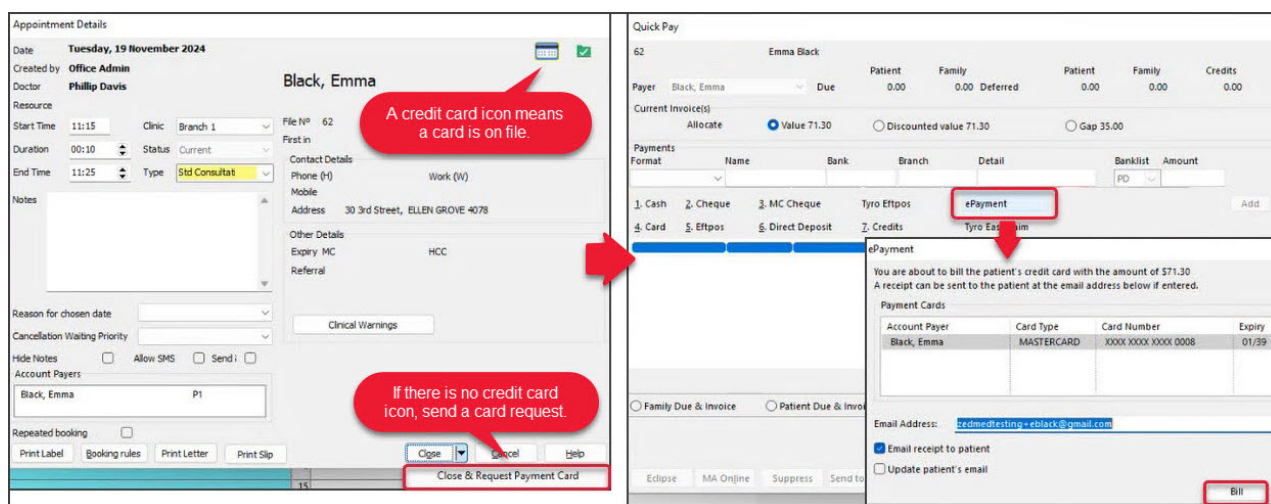 Appointment Details
Date Tuesday, 19 November 2024
Created by Office Admin
Doctor Phillip Davis
Resource
Start Time 11:15 Clinic Branch 1
Duration 00:10 Status Current
End Time 11:25 Type Std Consultati
Notes
Reason for chosen date
Cancellation Waiting Priority
Hide Notes Allow SMS Send i
Account Payers
Black, Emma P1
Repeated booking
Print Label Booking rules Print Letter Print Slip
Black, Emma
A credit card icon means
a card is on file.
File Nº 62
First in
Contact Details
Phone (H) Work (W)
Mobile
Address 30 3rd Street, ELLEN GROVE 4078
Other Details
Expiry MC HCC
Referral
Clinical Warnings
If there is no credit card
icon, send a card request.
Close Cancel Help
Close & Request Payment Card
15
Quick Pay
62 Emma Black
Patient Family Patient Family Credits
Payer Black, Emma Due 0.00 0.00 Deferred 0.00 0.00 0.00
Current Invoice(s)
Allocate Value 71.30 Discounted value 71.30 Gap 35.00
Payments
Format Name Bank Branch Detail Banklist Amount
PD
1. Cash 2. Cheque 3. MC Cheque Tyro Eftpos ePayment Add
4. Card 5. Eftpos 6. Direct Deposit 7. Credits Tyro Eas im
Family Due & Invoice Patient Due & Invoi
Eclipse MA Online Suppress Send to
ePayment
You are about to bill the patient's credit card with the amount of $71.30
A receipt can be sent to the patient at the email address below if entered.
Payment Cards
Account Payer Card Type Card Number Expiry
Black, Emma MASTERCARD XXXX XXXX XXXX 0008 01/39
Email Address: zedmedtesting+eblack@gmail.com
Email receipt to patient
Update patient's email
Bill